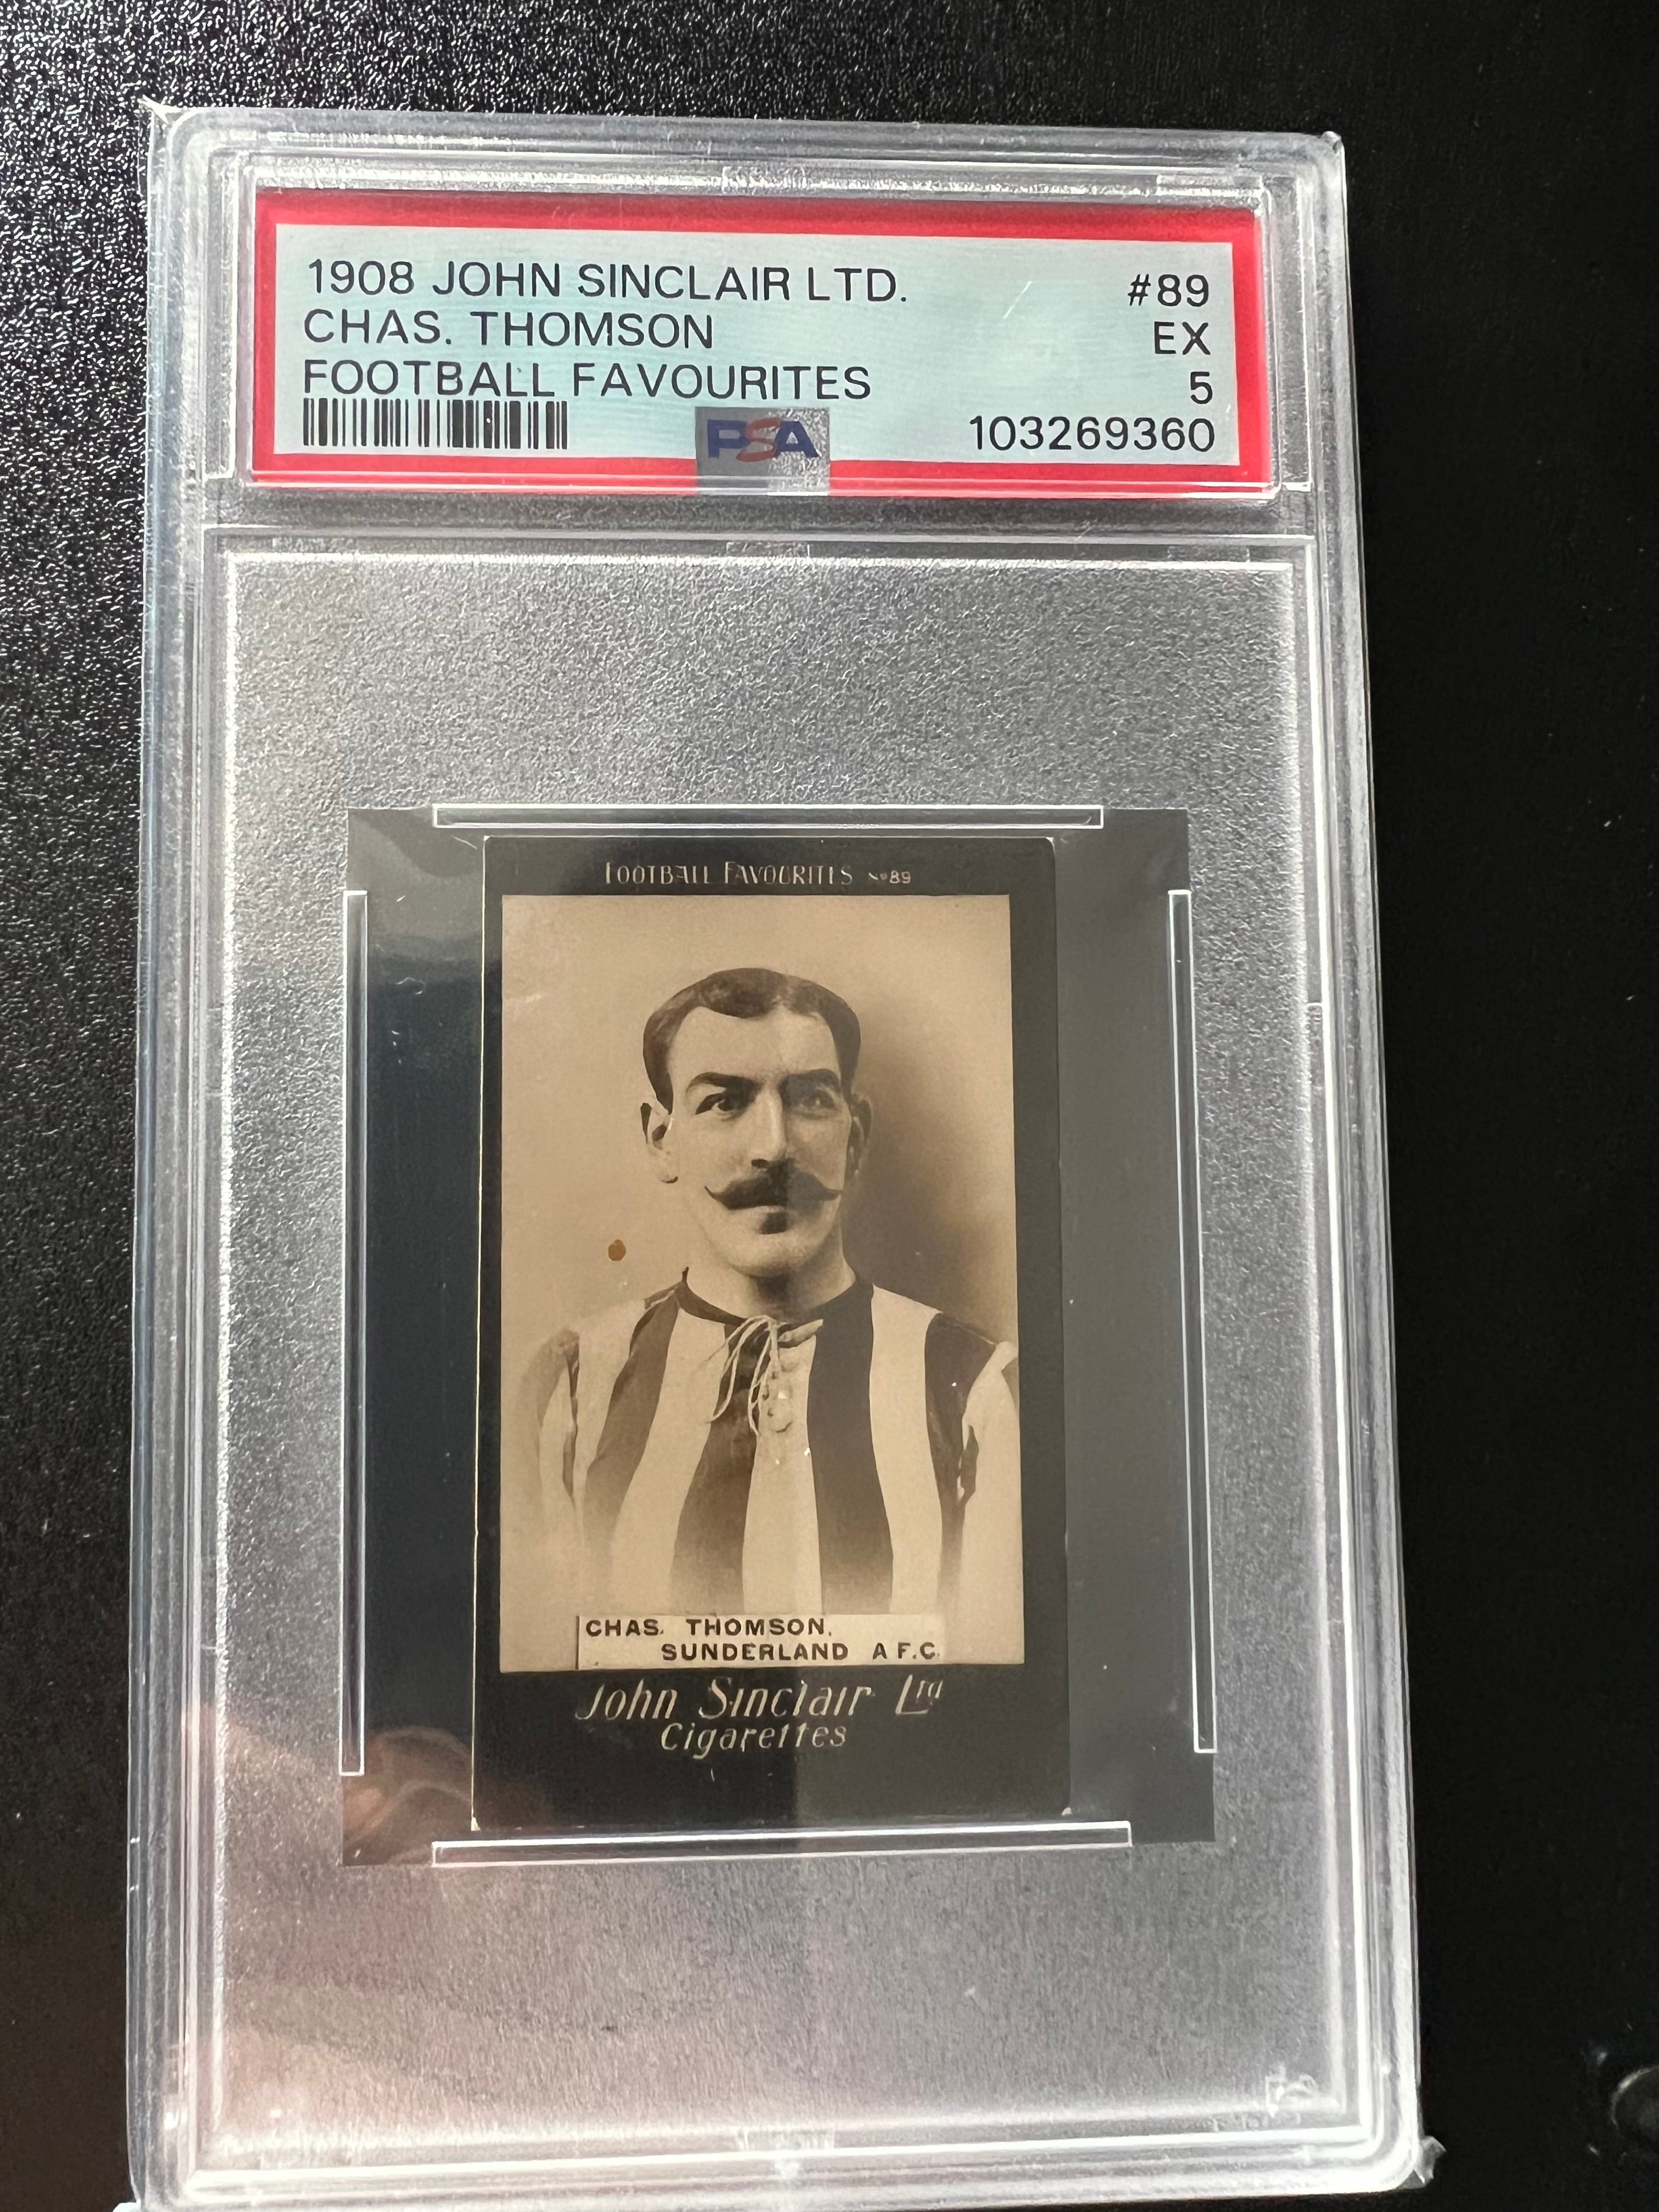 1908 JOHN SINCLAIR LTD. #89
CHAS. THOMSON EX
FOOTBALL FAVOURITES 5
PSA 103269360
FOOTBALL FAVOURITES No 89
CHAS. THOMSON,
SUNDERLAND A F.C.
John Sinclair Ltd
Cigarettes